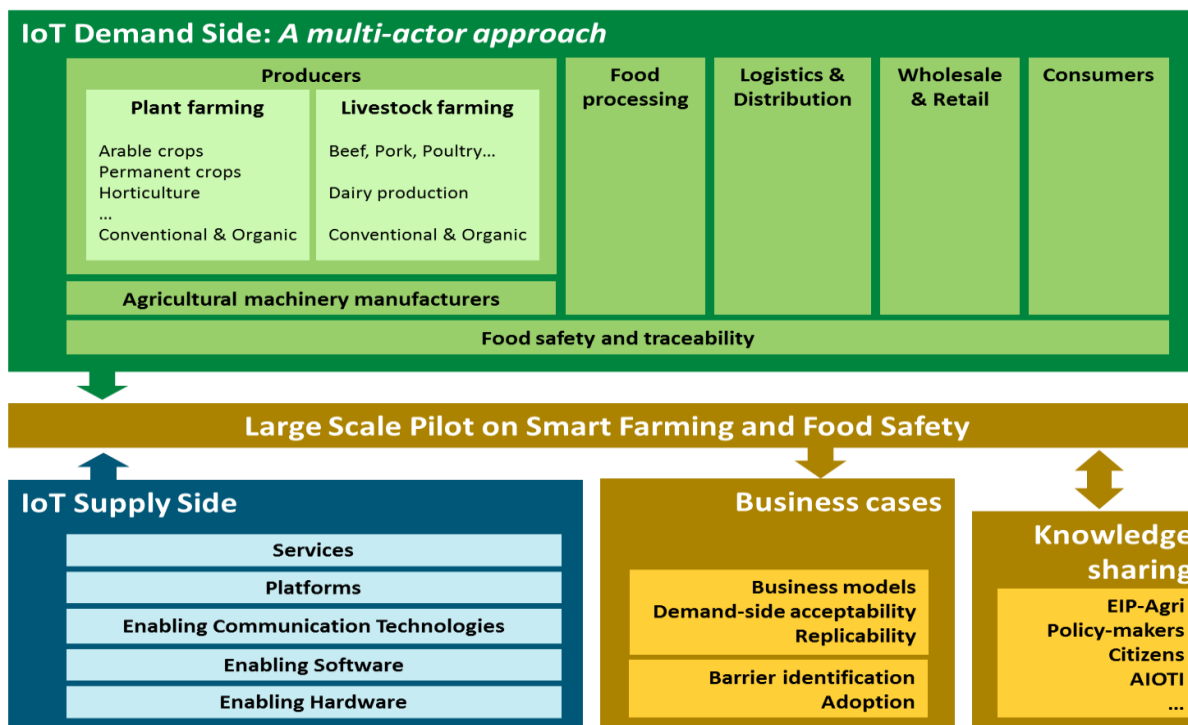 IoT Demand Side: A multi-actor approach
Producers
Plant farming
Arable crops
Permanent crops
Horticulture
...
Conventional & Organic
Livestock farming
Beef, Pork, Poultry...
Dairy production
Conventional & Organic
Agricultural machinery manufacturers
Food
processing
Logistics &
Distribution
Wholesale
& Retail
Consumers
Food safety and traceability
Large Scale Pilot on Smart Farming and Food Safety
IoT Supply Side
Services
Platforms
Enabling Communication Technologies
Enabling Software
Enabling Hardware
Business cases
Business models
Demand-side acceptability
Replicability
Barrier identification
Adoption
Knowledge
sharing
EIP-Agri
Policy-makers
Citizens
AIOTI
...